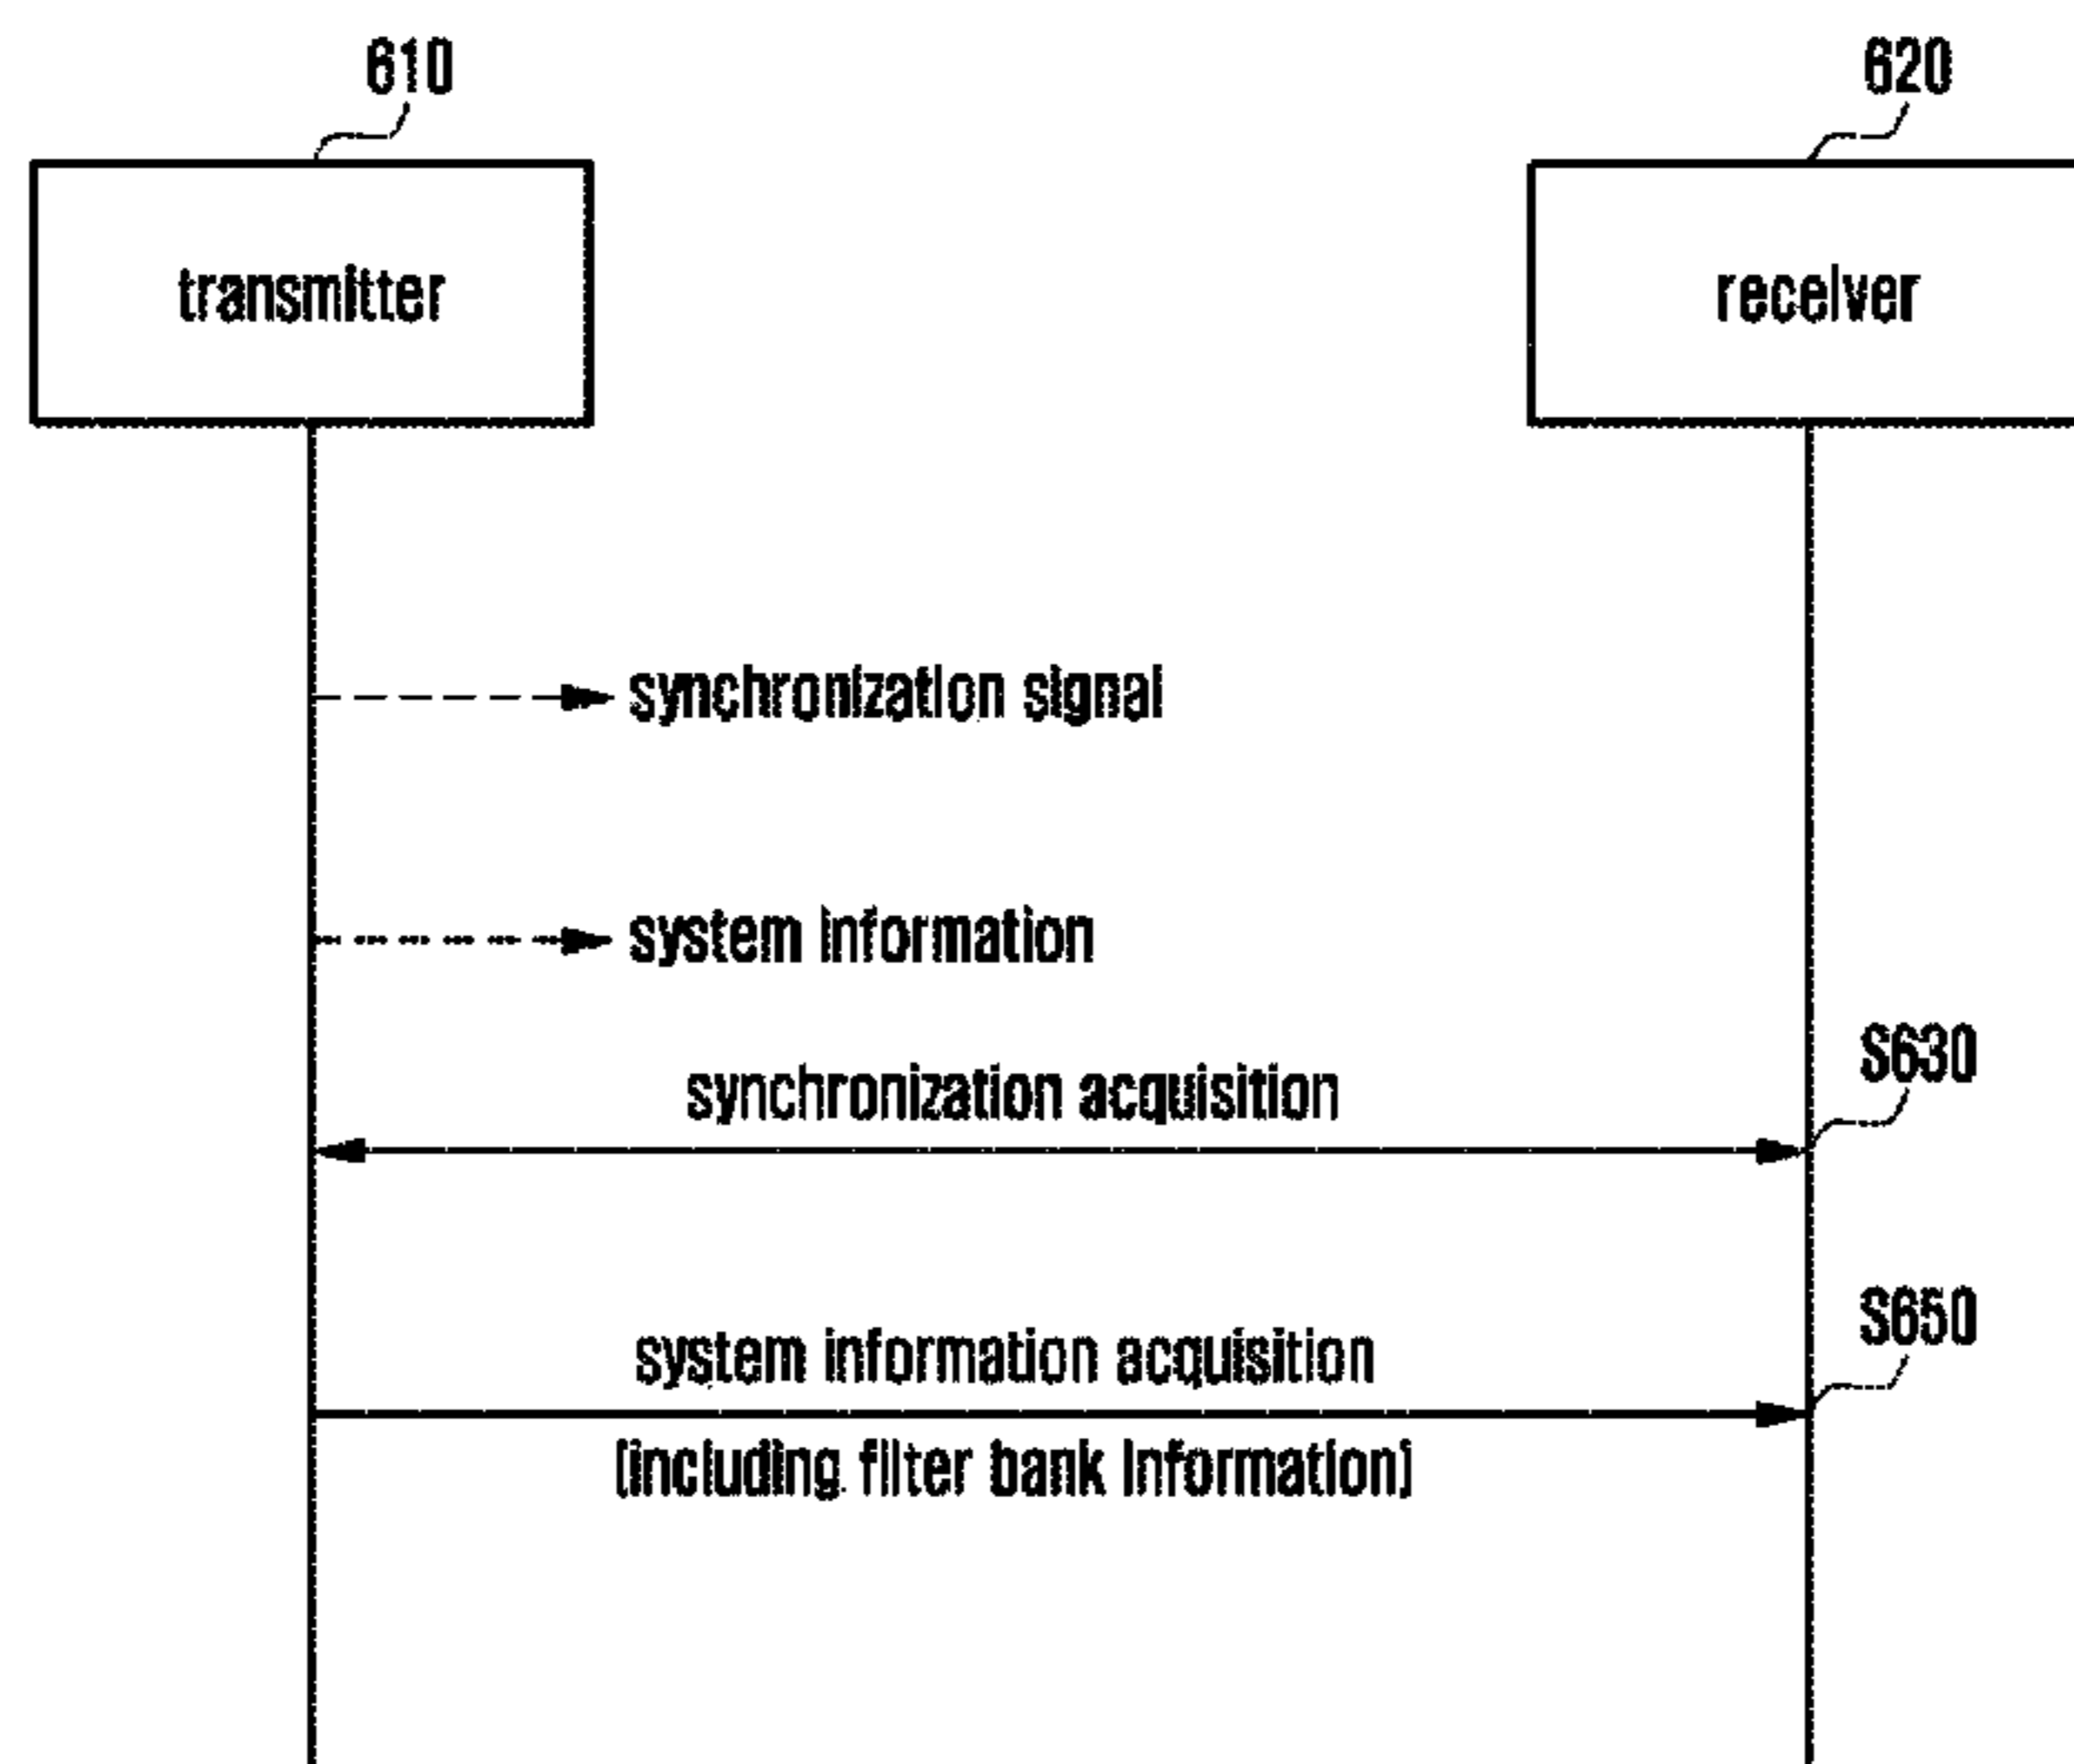 610
620
transmitter
receiver
synchronization signal
system information
S630
synchronization acquisition
S650
system information acquisition
(including filter bank information)